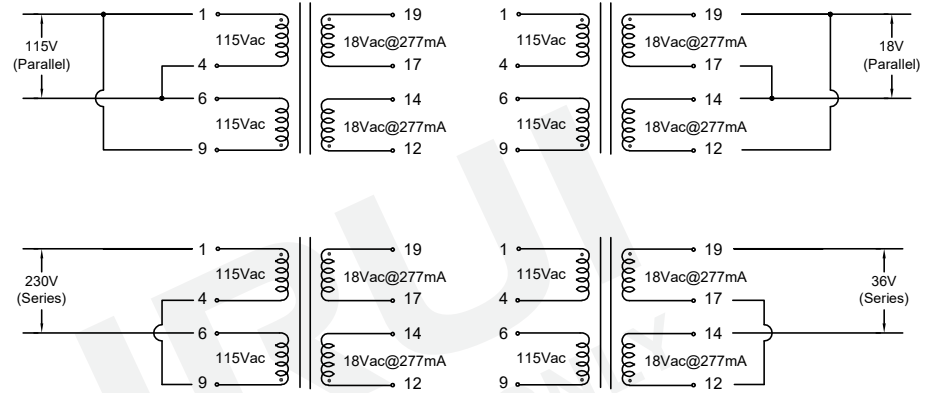 1 19 1 19
115V 115Vac 18Vac@277mA 115Vac 18Vac@277mA 18V
(Parallel) 4 17 4 17 (Parallel)
6 14 6 14
115Vac 18Vac@277mA 115Vac 18Vac@277mA
9 12 9 12
1 19 1 19
230V 115Vac 18Vac@277mA 115Vac 18Vac@277mA 36V
(Series) 4 17 4 17 (Series)
6 14 6 14
115Vac 18Vac@277mA 115Vac 18Vac@277mA
9 12 9 12